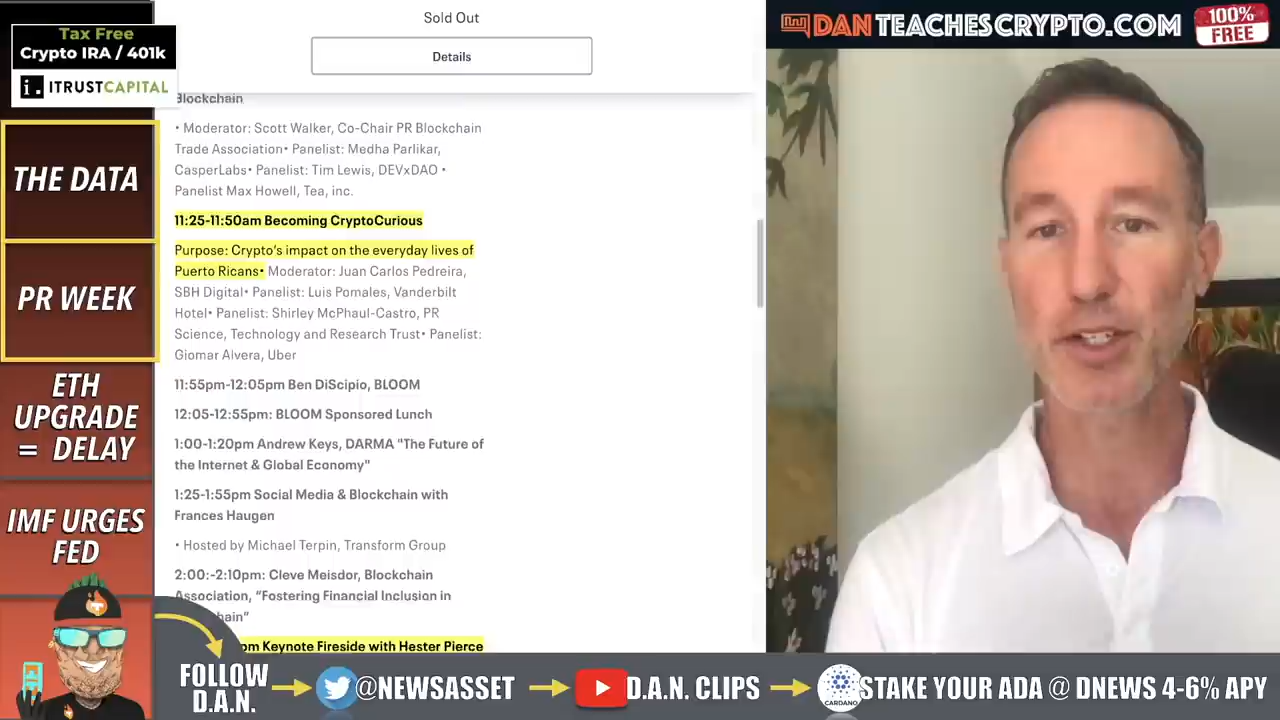 Tax Free
Crypto IRA / 401k
i. ITRUSTCAPITAL
THE DATA
PR WEEK
ETH
UPGRADE
= DELAY
IMF URGES
FED
Sold Out
Details
Blockchain
• Moderator: Scott Walker, Co-Chair PR Blockchain
Trade Association• Panelist: Medha Parlikar,
CasperLabs• Panelist: Tim Lewis, DEVxDAO •
Panelist Max Howell, Tea, inc.
11:25-11:50am Becoming CryptoCurious
Purpose: Crypto's impact on the everyday lives of
Puerto Ricans• Moderator: Juan Carlos Pedreira,
SBH Digital• Panelist: Luis Pomales, Vanderbilt
Hotel• Panelist: Shirley McPhaul-Castro, PR
Science, Technology and Research Trust• Panelist:
Giomar Alvera, Uber
11:55pm-12:05pm Ben DiScipio, BLOOM
12:05-12:55pm: BLOOM Sponsored Lunch
1:00-1:20pm Andrew Keys, DARMA "The Future of
the Internet & Global Economy"
1:25-1:55pm Social Media & Blockchain with
Frances Haugen
• Hosted by Michael Terpin, Transform Group
2:00:-2:10pm: Cleve Meisdor, Blockchain
Association, “Fostering Financial Inclusion in
hain”
pm Keynote Fireside with Hester Pierce
DAN TEACHESCRYPTO.COM
100%
FREE
FOLLOW
D.A.N.
@NEWSASSET
D.A.N. CLIPS
CARDANO
STAKE YOUR ADA @ DNEWS 4-6% APY